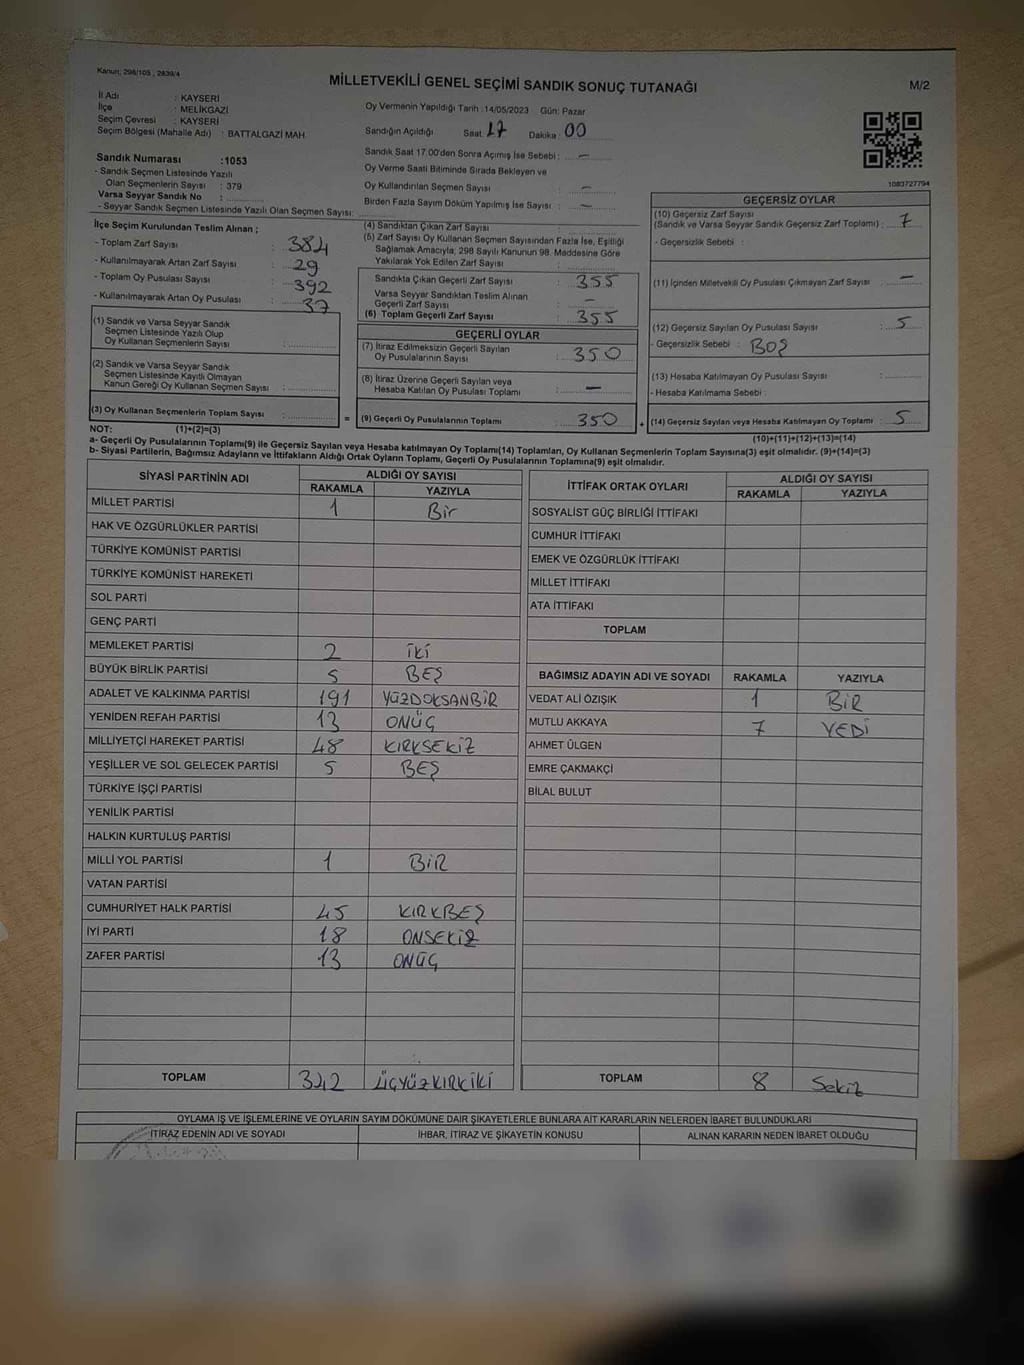 Kanun; 298/105 , 2839/4
MİLLETVEKİLİ GENEL SEÇİMİ SANDIK SONUÇ TUTANAĞI
M/2
İl Adı : KAYSERİ
İlçe : MELİKGAZİ
Seçim Çevresi : KAYSERİ
Seçim Bölgesi (Mahalle Adı) : BATTALGAZİ MAH.
Oy Vermenin Yapıldığı Tarih :14/05/2023 Gün: Pazar
Sandığın Açıldığı Saat: 17 Dakika: 00
Sandık Saat 17.00'den Sonra Açımış İse Sebebi : —
Oy Verme Saati Bitiminde Sırada Bekleyen ve
Oy Kullandırılan Seçmen Sayısı : —
Birden Fazla Sayım Döküm Yapılmış İse Sayısı : —
1083727794
Sandık Numarası :1053
- Sandık Seçmen Listesinde Yazılı
Olan Seçmenlerin Sayısı : 379
Varsa Seyyar Sandık No :
- Seyyar Sandık Seçmen Listesinde Yazılı Olan Seçmen Sayısı:
İlçe Seçim Kurulundan Teslim Alınan ;
- Toplam Zarf Sayısı : 384
- Kullanılmayarak Artan Zarf Sayısı : 29
- Toplam Oy Pusulası Sayısı : 392
- Kullanılmayarak Artan Oy Pusulası : 37
(1) Sandık ve Varsa Seyyar Sandık
Seçmen Listesinde Yazılı Olup
Oy Kullanan Seçmenlerin Sayısı :
(2) Sandık ve Varsa Seyyar Sandık
Seçmen Listesinde Kayıtlı Olmayan
Kanun Gereği Oy Kullanan Seçmen Sayısı :
(3) Oy Kullanan Seçmenlerin Toplam Sayısı :
(4) Sandıktan Çıkan Zarf Sayısı :
(5) Zarf Sayısı Oy Kullanan Seçmen Sayısından Fazla İse, Eşitliği
Sağlamak Amacıyla, 298 Sayılı Kanunun 98. Maddesine Göre
Yakılarak Yok Edilen Zarf Sayısı :
Sandıkta Çıkan Geçerli Zarf Sayısı : 355
Varsa Seyyar Sandıktan Teslim Alınan
Geçerli Zarf Sayısı : —
(6) Toplam Geçerli Zarf Sayısı : 355
GEÇERLİ OYLAR
(7) İtiraz Edilmeksizin Geçerli Sayılan
Oy Pusulalarının Sayısı : 350
(8) İtiraz Üzerine Geçerli Sayılan veya
Hesaba Katılan Oy Pusulası Toplamı : —
= (9) Geçerli Oy Pusulalarının Toplamı : 350 +
GEÇERSİZ OYLAR
(10) Geçersiz Zarf Sayısı
(Sandık ve Varsa Seyyar Sandık Geçersiz Zarf Toplamı) : 7
- Geçersizlik Sebebi :
(11) İçinden Milletvekili Oy Pusulası Çıkmayan Zarf Sayısı : —
(12) Geçersiz Sayılan Oy Pusulası Sayısı : 5
- Geçersizlik Sebebi : BOŞ
(13) Hesaba Katılmayan Oy Pusulası Sayısı :
- Hesaba Katılmama Sebebi :
(14) Geçersiz Sayılan veya Hesaba Katılmayan Oy Toplamı : 5
NOT: (1)+(2)=(3)
(10)+(11)+(12)+(13)=(14)
a- Geçerli Oy Pusulalarının Toplamı(9) ile Geçersiz Sayılan veya Hesaba katılmayan Oy Toplamı(14) Toplamları, Oy Kullanan Seçmenlerin Toplam Sayısına(3) eşit olmalıdır. (9)+(14)=(3)
b- Siyasi Partilerin, Bağımsız Adayların ve İttifakların Aldığı Oy Sayısı Ortak Oyların Toplamı, Geçerli Oy Pusulalarının Toplamına(9) eşit olmalıdır.
SİYASİ PARTİNİN ADI ALDIĞI OY SAYISI
RAKAMLA YAZIYLA
MİLLET PARTİSİ 1 Bir
HAK VE ÖZGÜRLÜKLER PARTİSİ
TÜRKİYE KOMÜNİST PARTİSİ
TÜRKİYE KOMÜNİST HAREKETİ
SOL PARTİ
GENÇ PARTİ
MEMLEKET PARTİSİ 2 İKİ
BÜYÜK BİRLİK PARTİSİ 5 BEŞ
ADALET VE KALKINMA PARTİSİ 191 YÜZDOKSANBİR
YENİDEN REFAH PARTİSİ 13 ONÜÇ
MİLLİYETÇİ HAREKET PARTİSİ 48 KIRKSEKİZ
YEŞİLLER VE SOL GELECEK PARTİSİ 5 BEŞ
TÜRKİYE İŞÇİ PARTİSİ
YENİLİK PARTİSİ
HALKIN KURTULUŞ PARTİSİ
MİLLİ YOL PARTİSİ 1 BİR
VATAN PARTİSİ
CUMHURİYET HALK PARTİSİ 45 KIRKBEŞ
İYİ PARTİ 18 ONSEKİZ
ZAFER PARTİSİ 13 ONÜÇ
TOPLAM 342 ÜÇYÜZKIRKİKİ
İTTİFAK ORTAK OYLARI ALDIĞI OY SAYISI
RAKAMLA YAZIYLA
SOSYALİST GÜÇ BİRLİĞİ İTTİFAKI
CUMHUR İTTİFAKI
EMEK VE ÖZGÜRLÜK İTTİFAKI
MİLLET İTTİFAKI
ATA İTTİFAKI
TOPLAM
BAĞIMSIZ ADAYIN ADI VE SOYADI RAKAMLA YAZIYLA
VEDAT ALİ ÖZIŞIK 1 BİR
MUTLU AKKAYA 7 YEDİ
AHMET ÜLGEN
EMRE ÇAKMAKÇİ
BİLAL BULUT
TOPLAM 8 Sekiz
OYLAMA İŞ VE İŞLEMLERİNE VE OYLARIN SAYIM DÖKÜMÜNE DAİR ŞİKAYETLERLE BUNLARA AİT KARARLARIN NELERDEN İBARET BULUNDUKLARI
İTİRAZ EDENİN ADI VE SOYADI İHBAR, İTİRAZ VE ŞİKAYETİN KONUSU ALINAN KARARIN NEDEN İBARET OLDUĞU